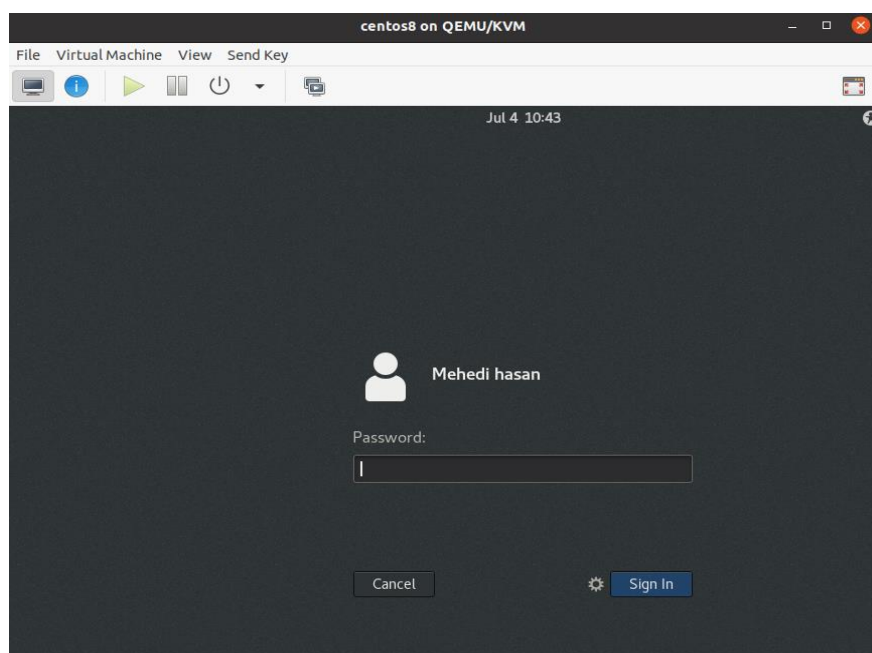 centos8 on QEMU/KVM
File Virtual Machine View Send Key
Jul 4 10:43
Mehedi hasan
Password:
Cancel
Sign In